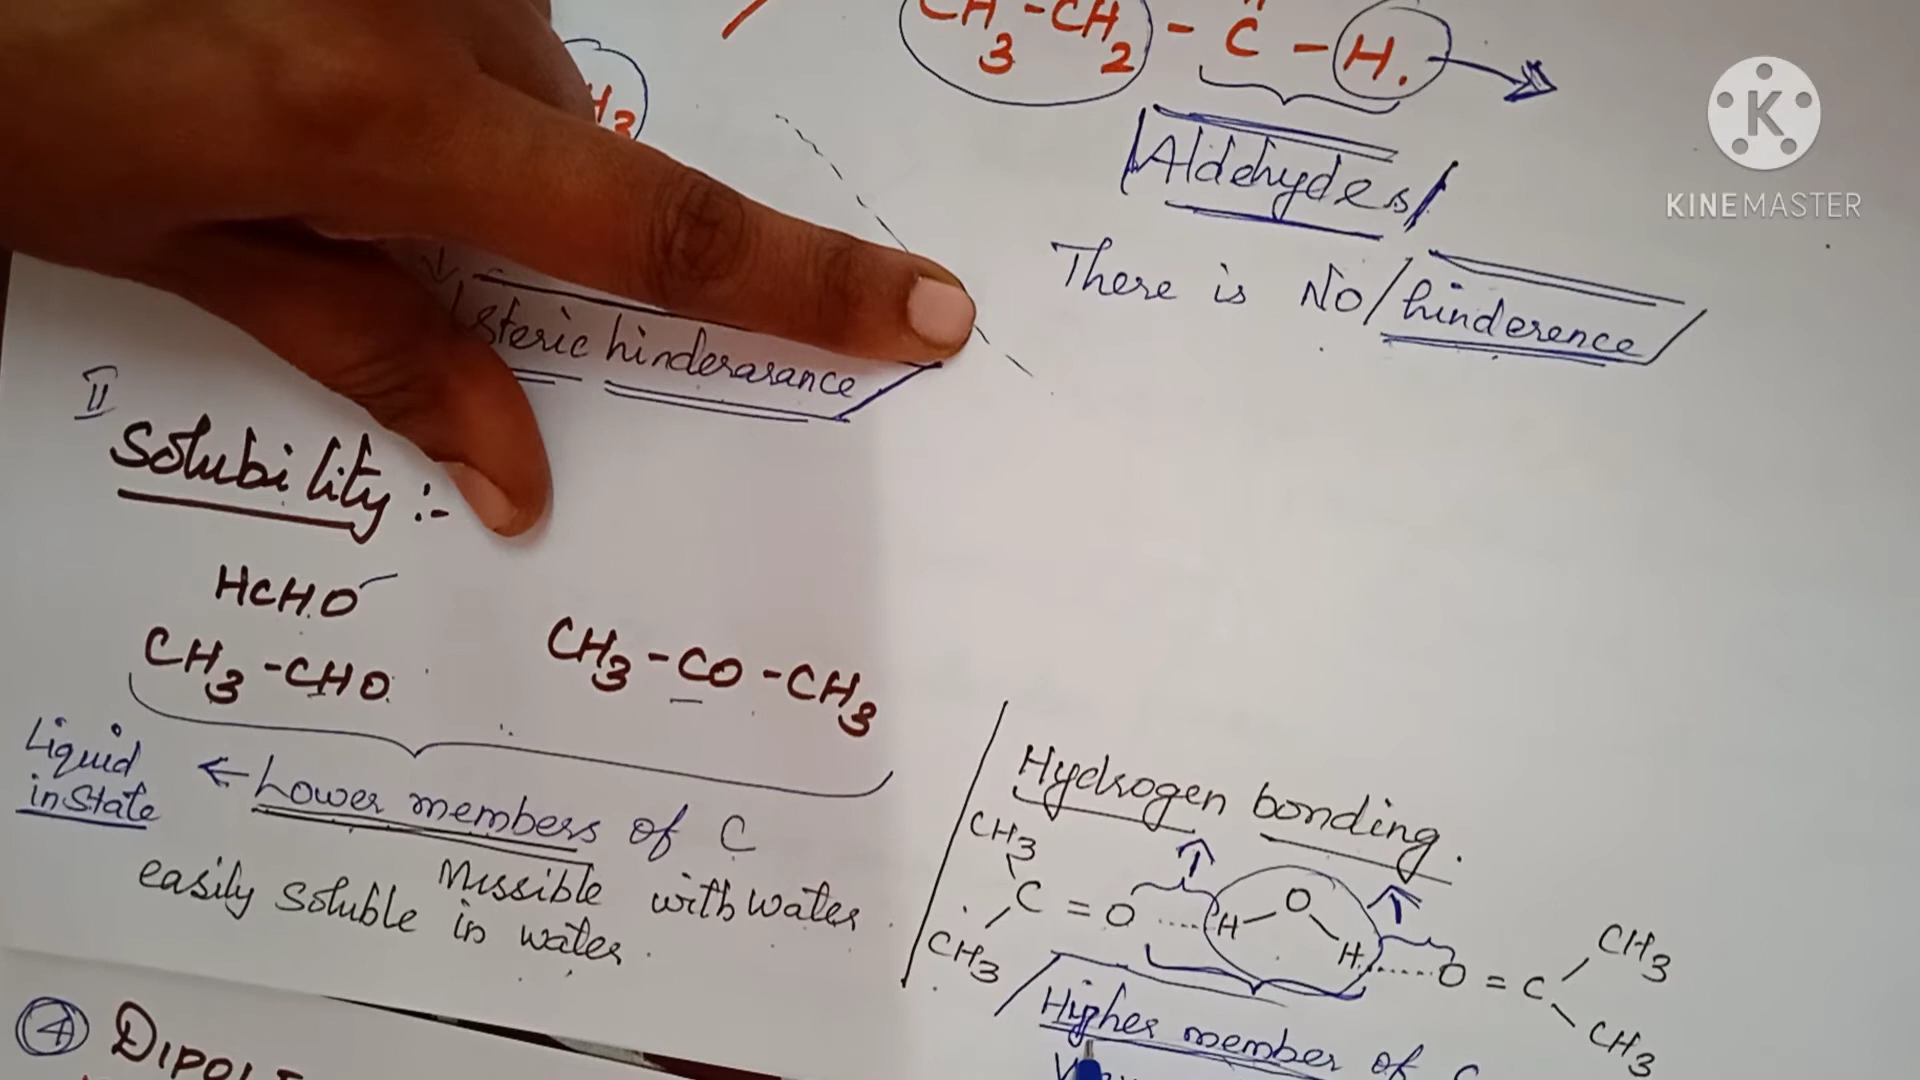 CH3-CH2-C-H.
H3
Aldehydes
There is No hinderence
steric hinderarance
II
Solubility :-
HCHO
CH3-CHO
CH3-CO-CH3
Liquid
in state
Lower members of C
Missible with water
easily soluble in water.
Hydrogen bonding.
CH3
C=O
H O H
O=C
CH3
CH3
CH3
Higher member of
4
K
KINEMASTER